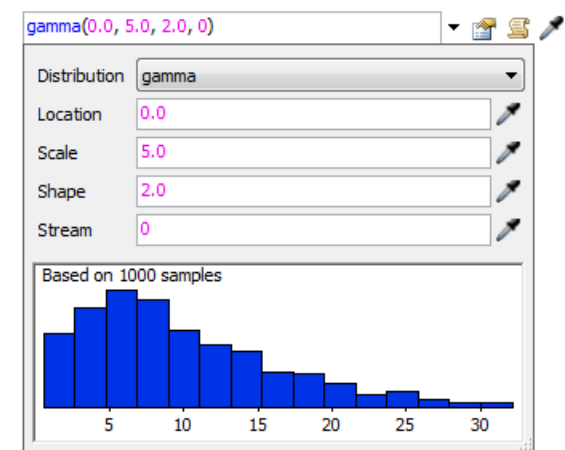 gamma(0.0, 5.0, 2.0, 0)
Distribution gamma
Location 0.0
Scale 5.0
Shape 2.0
Stream 0
Based on 1000 samples
5 10 15 20 25 30